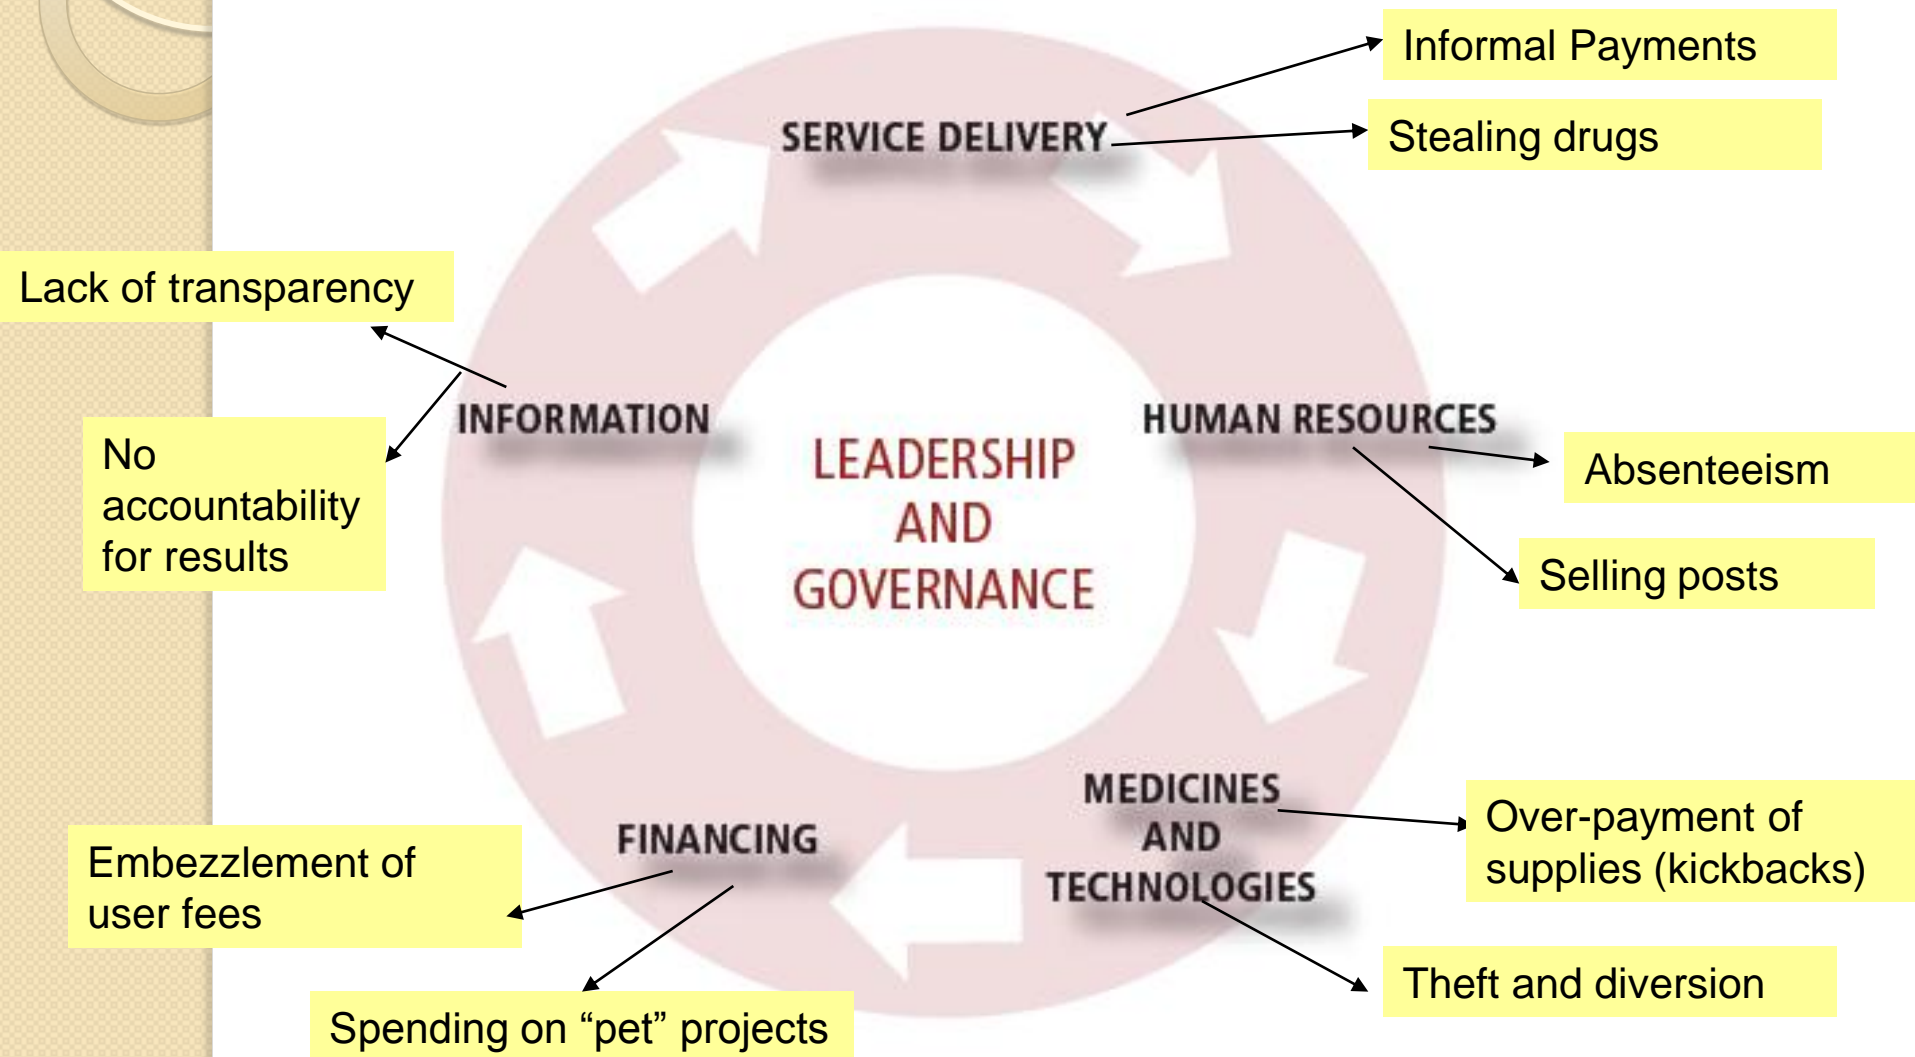 Informal Payments
SERVICE DELIVERY
Stealing drugs
Lack of transparency
INFORMATION
HUMAN RESOURCES
No
accountability
for results
LEADERSHIP
AND
GOVERNANCE
Absenteeism
Selling posts
MEDICINES
AND
TECHNOLOGIES
Over-payment of
supplies (kickbacks)
FINANCING
Embezzlement of
user fees
Theft and diversion
Spending on “pet” projects